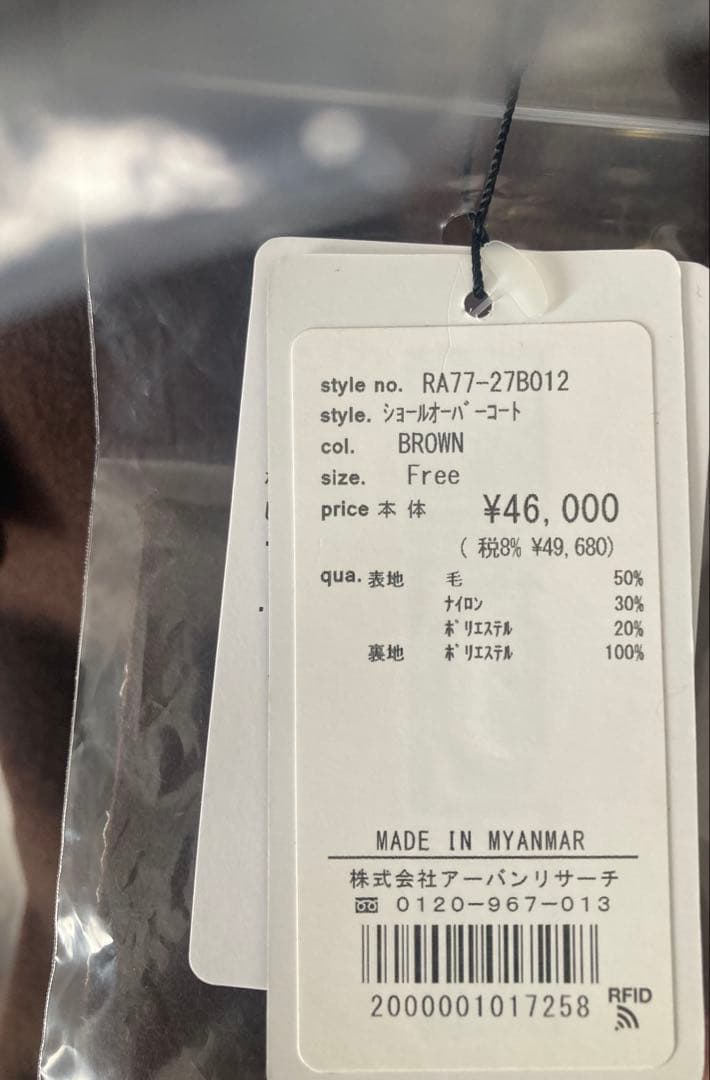 style no. RA77-27B012
style. ｼｮｰﾙｵｰﾊﾞｰｺｰﾄ
col. BROWN
size. Free
price 本体 ¥46,000
( 税8% ¥49,680)
qua. 表地 毛 50%
ﾅｲﾛﾝ 30%
ﾎﾟﾘｴｽﾃﾙ 20%
裏地 ﾎﾟﾘｴｽﾃﾙ 100%
MADE IN MYANMAR
株式会社アーバンリサーチ
0120-967-013
2000001017258
RFID